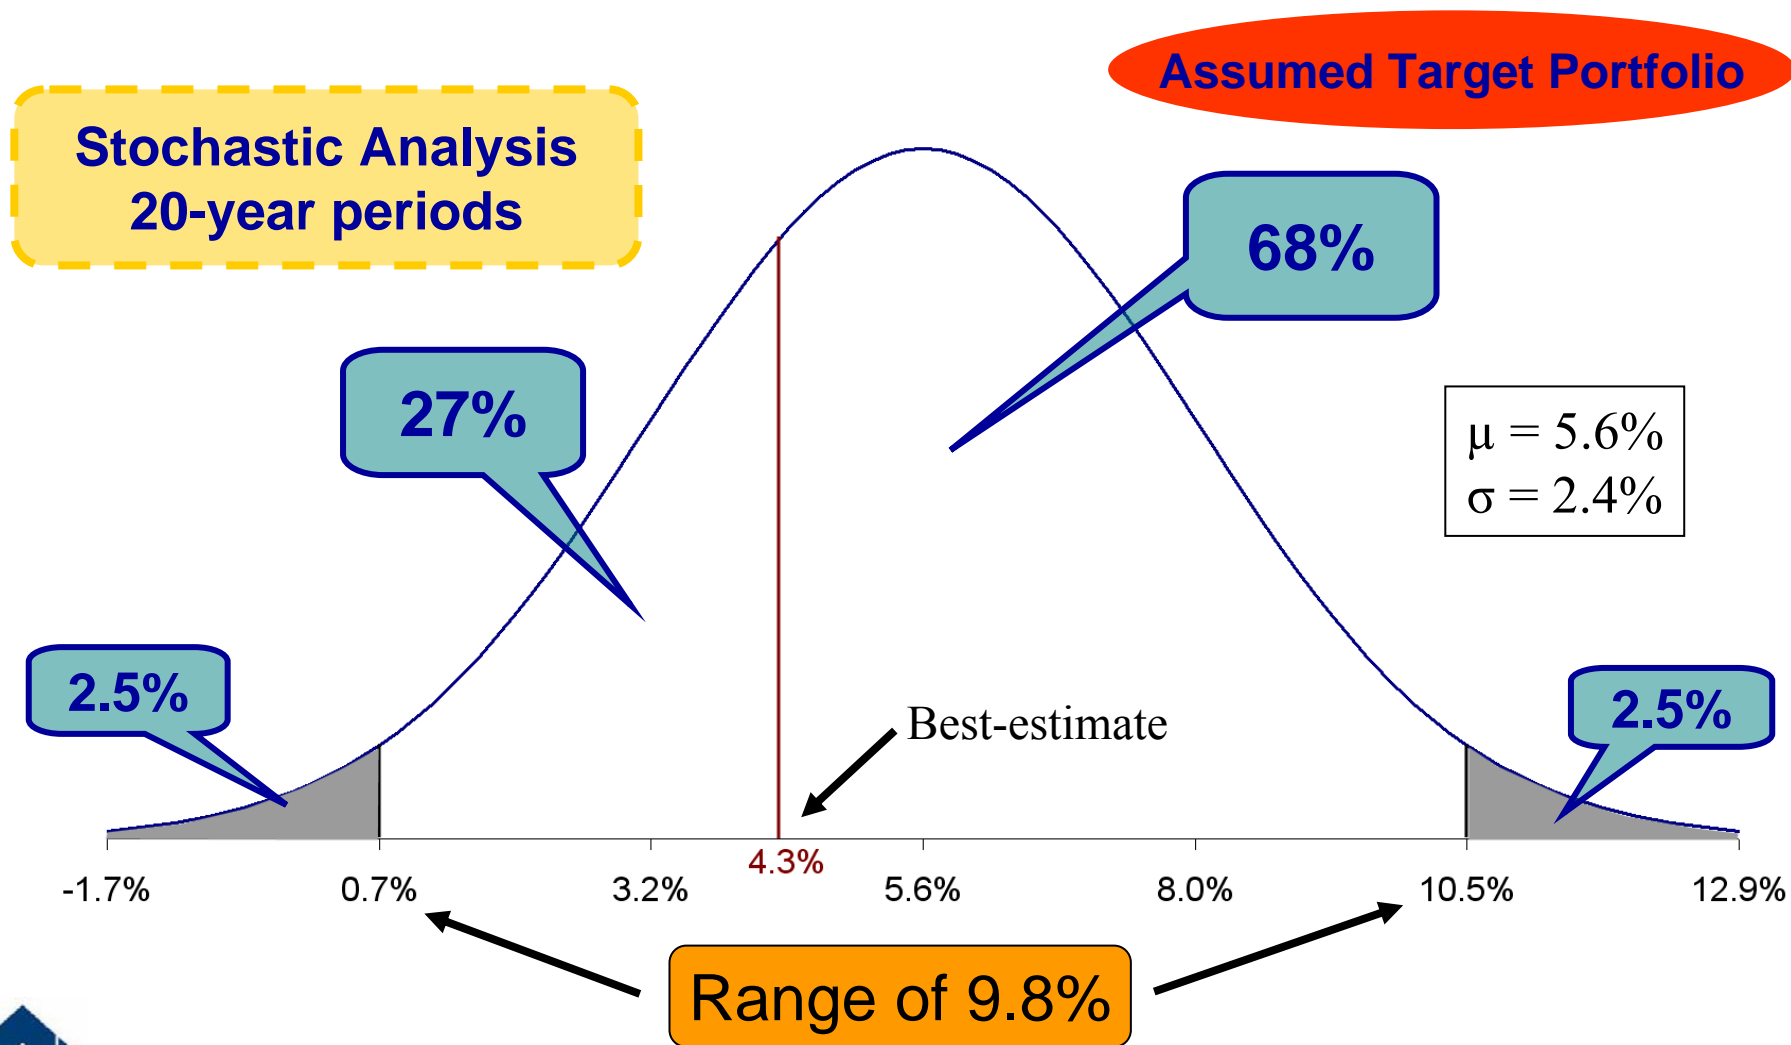 Assumed Target Portfolio
Stochastic Analysis
20-year periods
68%
27%
μ = 5.6%
σ = 2.4%
2.5%
2.5%
Best-estimate
4.3%
-1.7%
0.7%
3.2%
5.6%
8.0%
10.5%
12.9%
Range of 9.8%